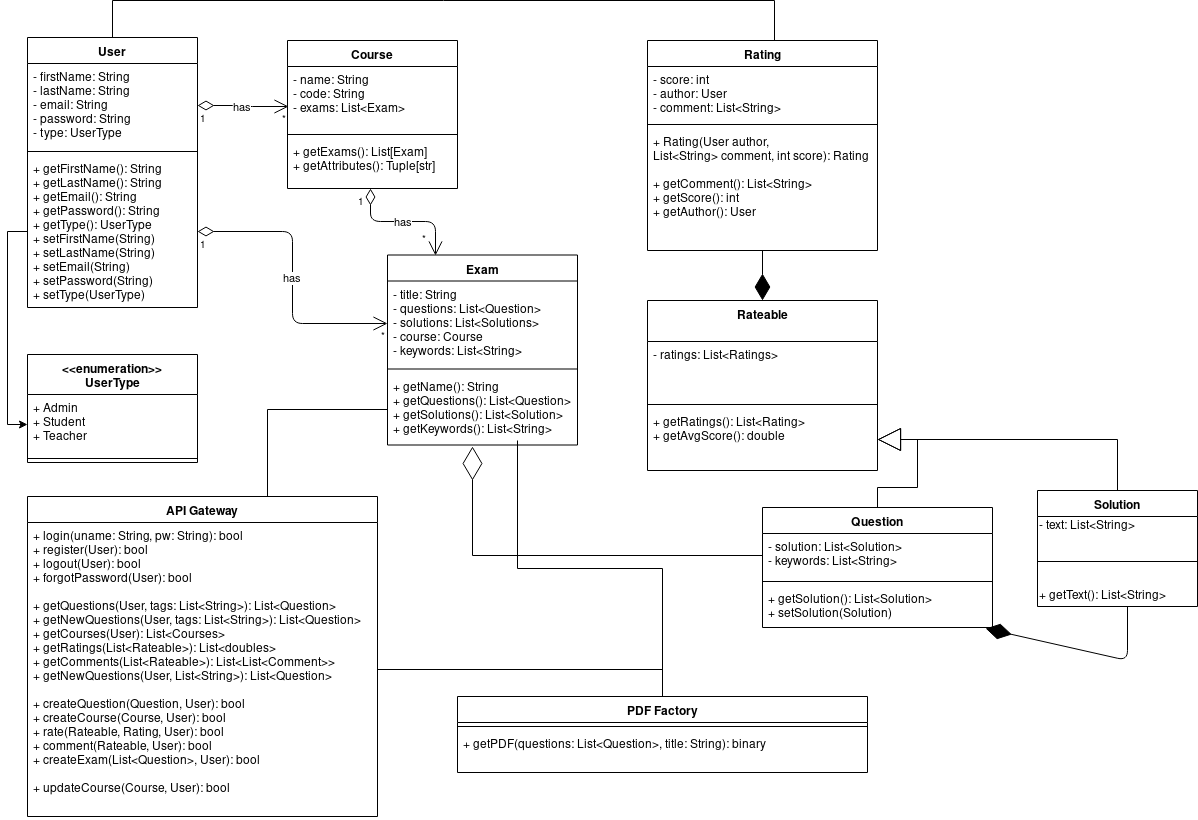 User
- firstName: String
- lastName: String
- email: String
- password: String
- type: UserType
+ getFirstName(): String
+ getLastName(): String
+ getEmail(): String
+ getPassword(): String
+ getType(): UserType
+ setFirstName(String)
+ setLastName(String)
+ setEmail(String)
+ setPassword(String)
+ setType(UserType)
1
has
*
1
has
*
Course
- name: String
- code: String
- exams: List<Exam>
+ getExams(): List[Exam]
+ getAttributes(): Tuple[str]
1
has
*
Exam
- title: String
- questions: List<Question>
- solutions: List<Solutions>
- course: Course
- keywords: List<String>
+ getName(): String
+ getQuestions(): List<Question>
+ getSolutions(): List<Solution>
+ getKeywords(): List<String>
Rating
- score: int
- author: User
- comment: List<String>
+ Rating(User author,
List<String> comment, int score): Rating
+ getComment(): List<String>
+ getScore(): int
+ getAuthor(): User
Rateable
- ratings: List<Ratings>
+ getRatings(): List<Rating>
+ getAvgScore(): double
<<enumeration>>
UserType
+ Admin
+ Student
+ Teacher
API Gateway
+ login(uname: String, pw: String): bool
+ register(User): bool
+ logout(User): bool
+ forgotPassword(User): bool
+ getQuestions(User, tags: List<String>): List<Question>
+ getNewQuestions(User, tags: List<String>): List<Question>
+ getCourses(User): List<Courses>
+ getRatings(List<Rateable>): List<doubles>
+ getComments(List<Rateable>): List<List<Comment>>
+ getNewQuestions(User, List<String>): List<Question>
+ createQuestion(Question, User): bool
+ createCourse(Course, User): bool
+ rate(Rateable, Rating, User): bool
+ comment(Rateable, User): bool
+ createExam(List<Question>, User): bool
+ updateCourse(Course, User): bool
Question
- solution: List<Solution>
- keywords: List<String>
+ getSolution(): List<Solution>
+ setSolution(Solution)
Solution
- text: List<String>
+ getText(): List<String>
PDF Factory
+ getPDF(questions: List<Question>, title: String): binary